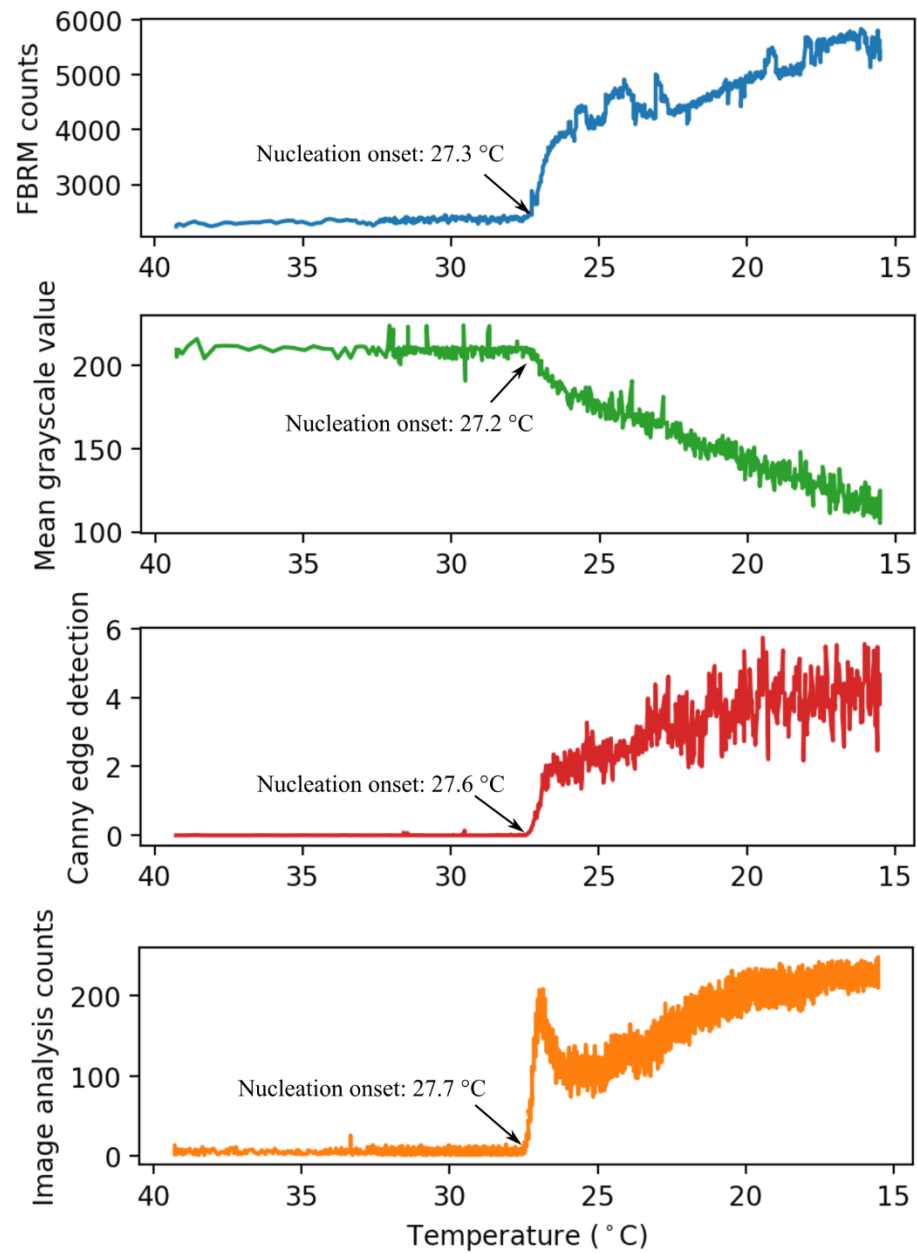 FBRM counts
6000
5000
4000
3000
Nucleation onset: 27.3 °C
40 35 30 25 20 15
Mean grayscale value
200
150
100
Nucleation onset: 27.2 °C
40 35 30 25 20 15
Canny edge detection
6
4
2
0
Nucleation onset: 27.6 °C
40 35 30 25 20 15
Image analysis counts
200
100
0
Nucleation onset: 27.7 °C
40 35 30 25 20 15
Temperature (°C)